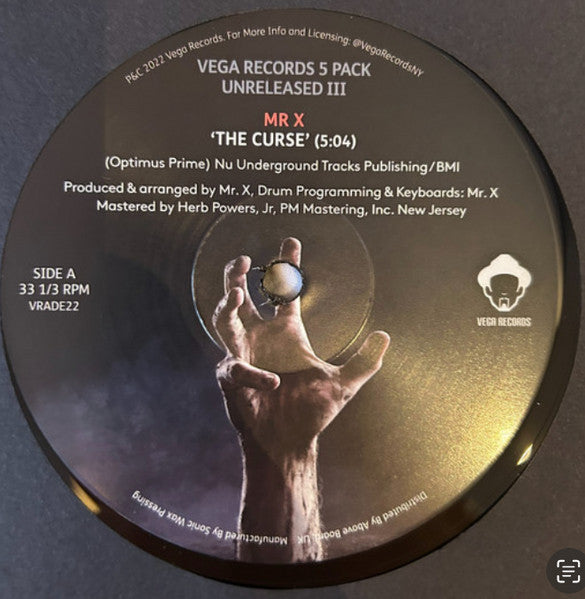 P&C 2022 Vega Records. For More Info and Licensing: @VegaRecordsNY
VEGA RECORDS 5 PACK
UNRELEASED III
MR X
‘THE CURSE’ (5:04)
(Optimus Prime) Nu Underground Tracks Publishing/BMI
Produced & arranged by Mr. X, Drum Programming & Keyboards: Mr. X
Mastered by Herb Powers, Jr, PM Mastering, Inc. New Jersey
SIDE A
33 1/3 RPM
VRADE22
VEGA RECORDS
Distributed By Above Board UK
Manufactured By Sonic Wax Pressing